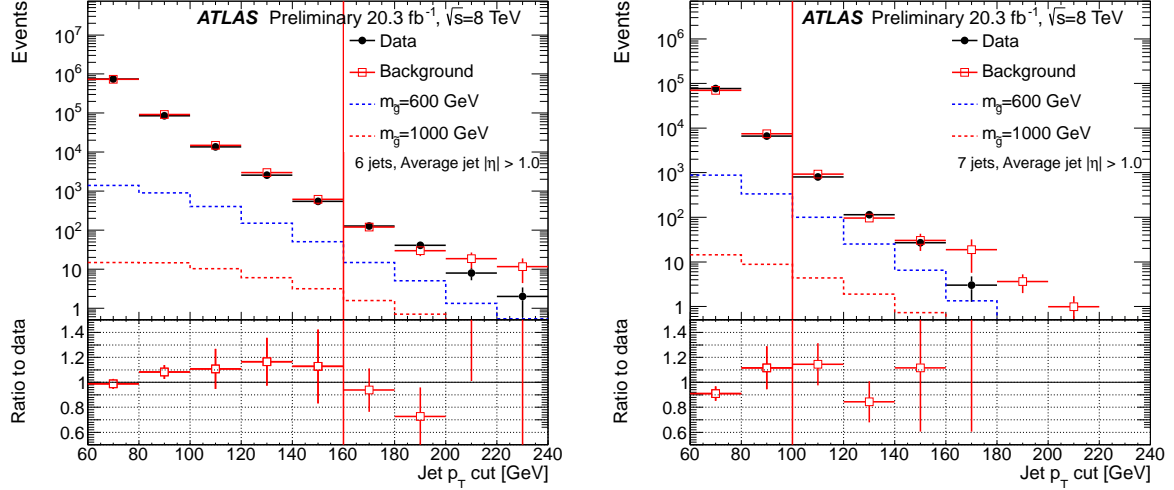 ATLAS Preliminary 20.3 fb⁻¹, √s=8 TeV
Events
10⁷
10⁶
10⁵
10⁴
10³
10²
10
1
Data
Background
m_g̃=600 GeV
m_g̃=1000 GeV
6 jets, Average jet |η| > 1.0
Ratio to data
1.4
1.2
1
0.8
0.6
60 80 100 120 140 160 180 200 220 240
Jet p_T cut [GeV]
ATLAS Preliminary 20.3 fb⁻¹, √s=8 TeV
Events
10⁷
10⁶
10⁵
10⁴
10³
10²
10
1
Data
Background
m_g̃=600 GeV
m_g̃=1000 GeV
7 jets, Average jet |η| > 1.0
Ratio to data
1.4
1.2
1
0.8
0.6
60 80 100 120 140 160 180 200 220 240
Jet p_T cut [GeV]